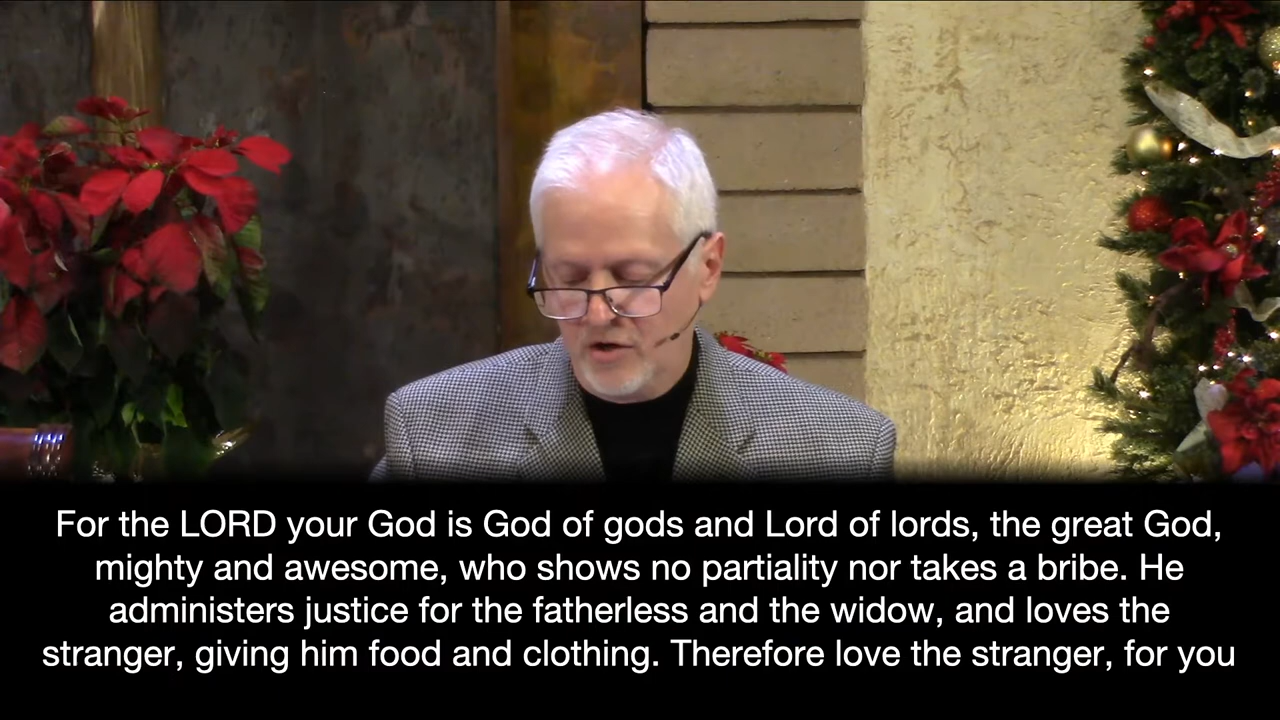 For the LORD your God is God of gods and Lord of lords, the great God,
mighty and awesome, who shows no partiality nor takes a bribe. He
administers justice for the fatherless and the widow, and loves the
stranger, giving him food and clothing. Therefore love the stranger, for you